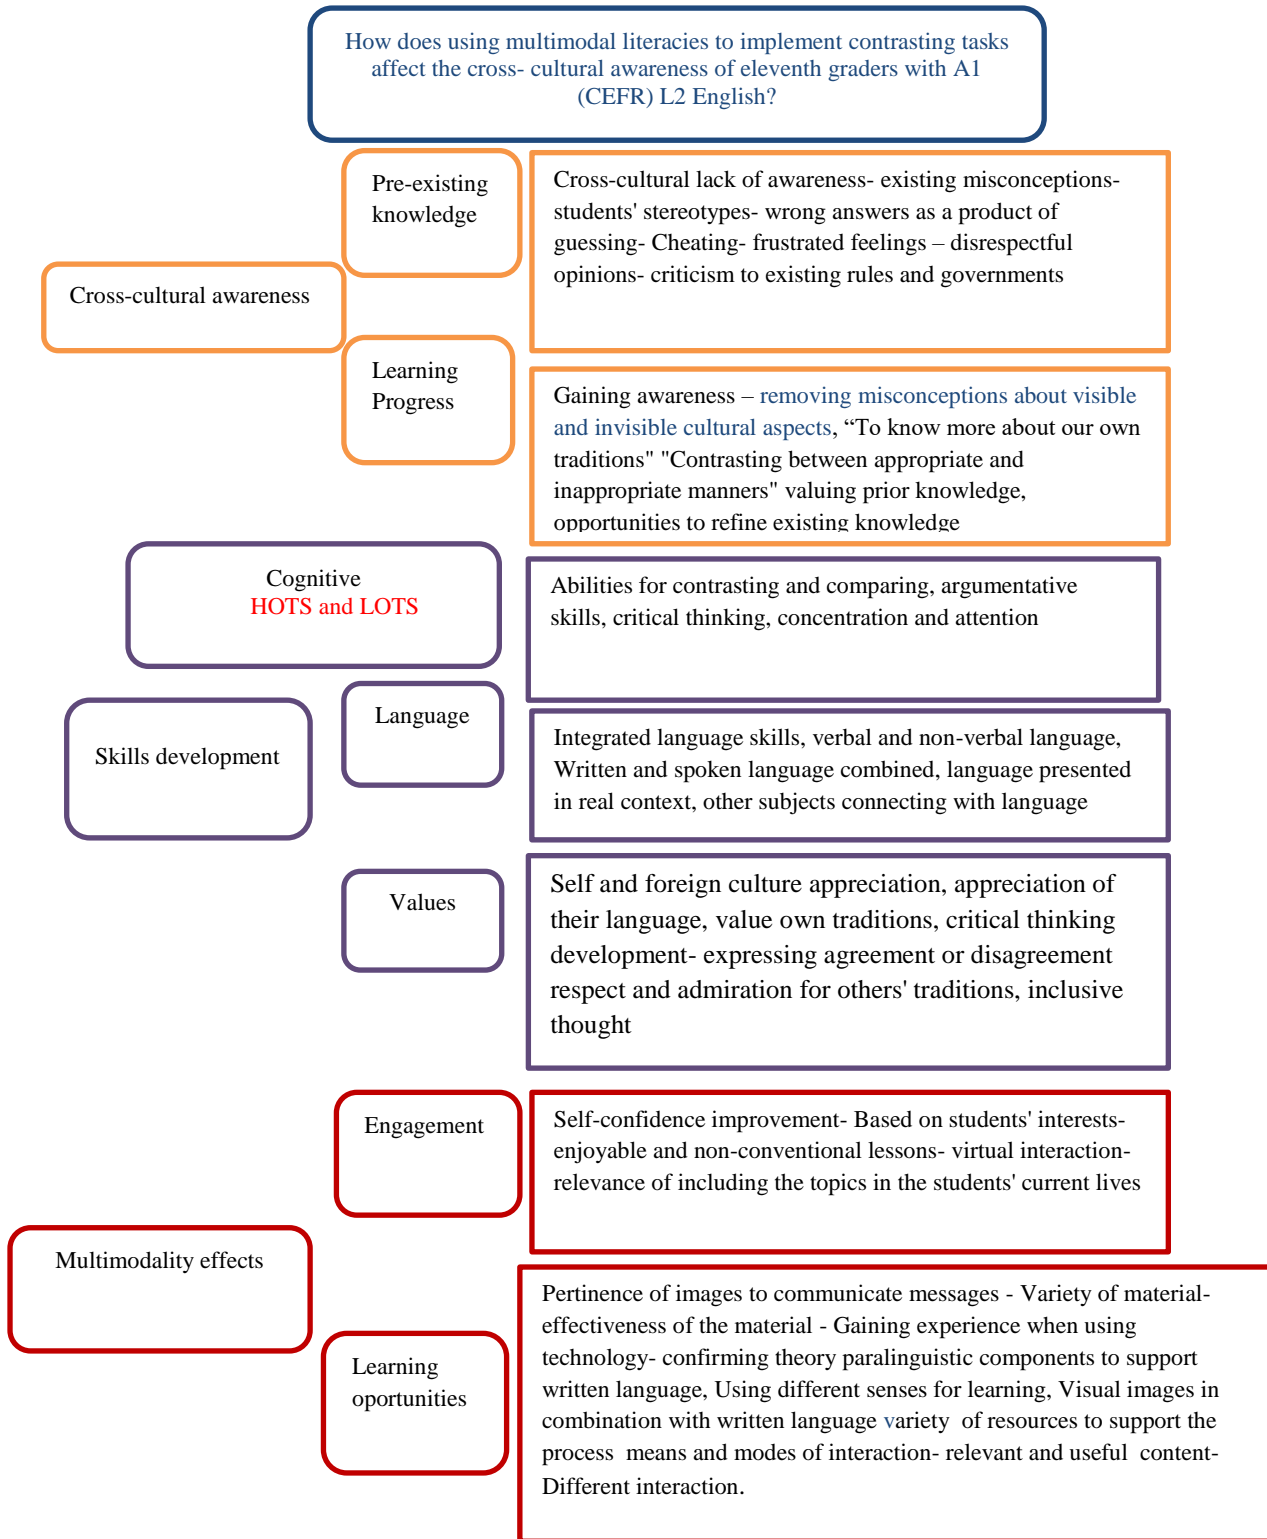 How does using multimodal literacies to implement contrasting tasks
affect the cross- cultural awareness of eleventh graders with A1
(CEFR) L2 English?
Pre-existing
knowledge
Cross-cultural lack of awareness- existing misconceptions-
students' stereotypes- wrong answers as a product of
guessing- Cheating- frustrated feelings – disrespectful
opinions- criticism to existing rules and governments
Cross-cultural awareness
Learning
Progress
Gaining awareness – removing misconceptions about visible
and invisible cultural aspects, “To know more about our own
traditions" "Contrasting between appropriate and
inappropriate manners" valuing prior knowledge,
opportunities to refine existing knowledge
Cognitive
HOTS and LOTS
Abilities for contrasting and comparing, argumentative
skills, critical thinking, concentration and attention
Skills development
Language
Integrated language skills, verbal and non-verbal language,
Written and spoken language combined, language presented
in real context, other subjects connecting with language
Values
Self and foreign culture appreciation, appreciation of
their language, value own traditions, critical thinking
development- expressing agreement or disagreement
respect and admiration for others' traditions, inclusive
thought
Engagement
Self-confidence improvement- Based on students' interests-
enjoyable and non-conventional lessons- virtual interaction-
relevance of including the topics in the students' current lives
Multimodality effects
Learning
oportunities
Pertinence of images to communicate messages - Variety of material-
effectiveness of the material - Gaining experience when using
technology- confirming theory paralinguistic components to support
written language, Using different senses for learning, Visual images in
combination with written language variety of resources to support the
process means and modes of interaction- relevant and useful content-
Different interaction.